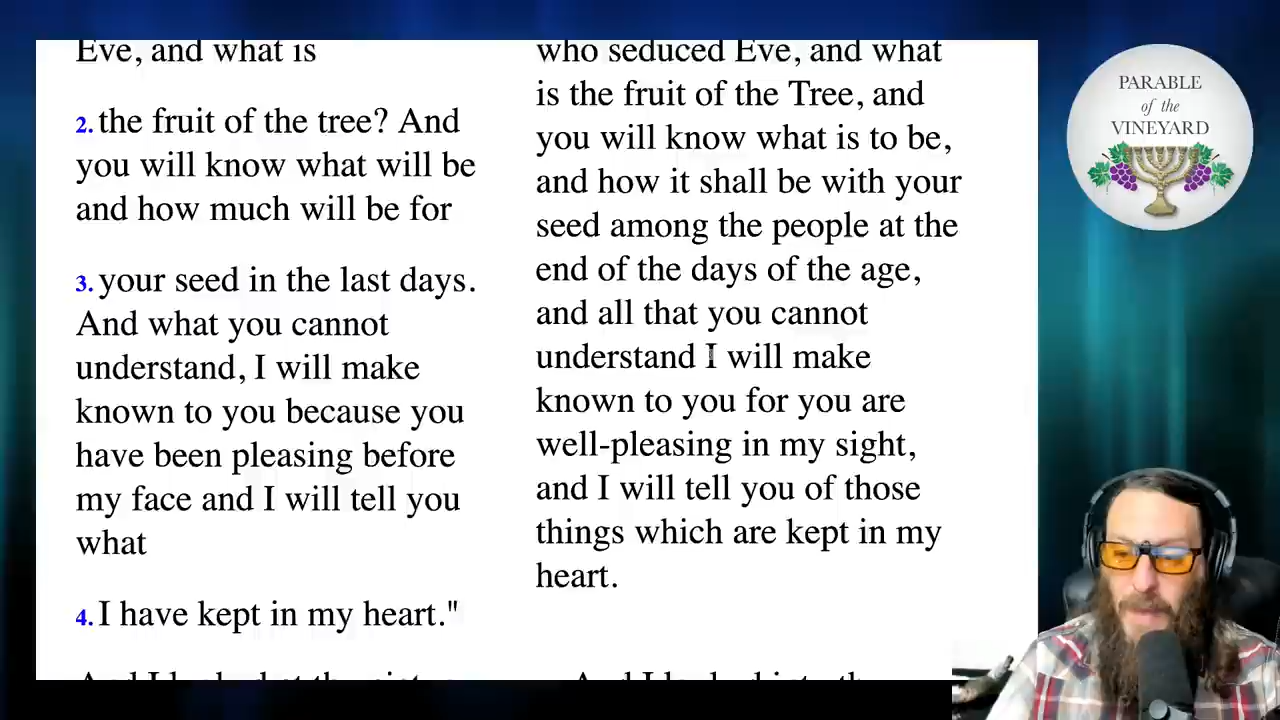 Eve, and what is
2. the fruit of the tree? And
you will know what will be
and how much will be for
3. your seed in the last days.
And what you cannot
understand, I will make
known to you because you
have been pleasing before
my face and I will tell you
what
4. I have kept in my heart."
who seduced Eve, and what
is the fruit of the Tree, and
you will know what is to be,
and how it shall be with your
seed among the people at the
end of the days of the age,
and all that you cannot
understand I will make
known to you for you are
well-pleasing in my sight,
and I will tell you of those
things which are kept in my
heart.
PARABLE
of the
VINEYARD